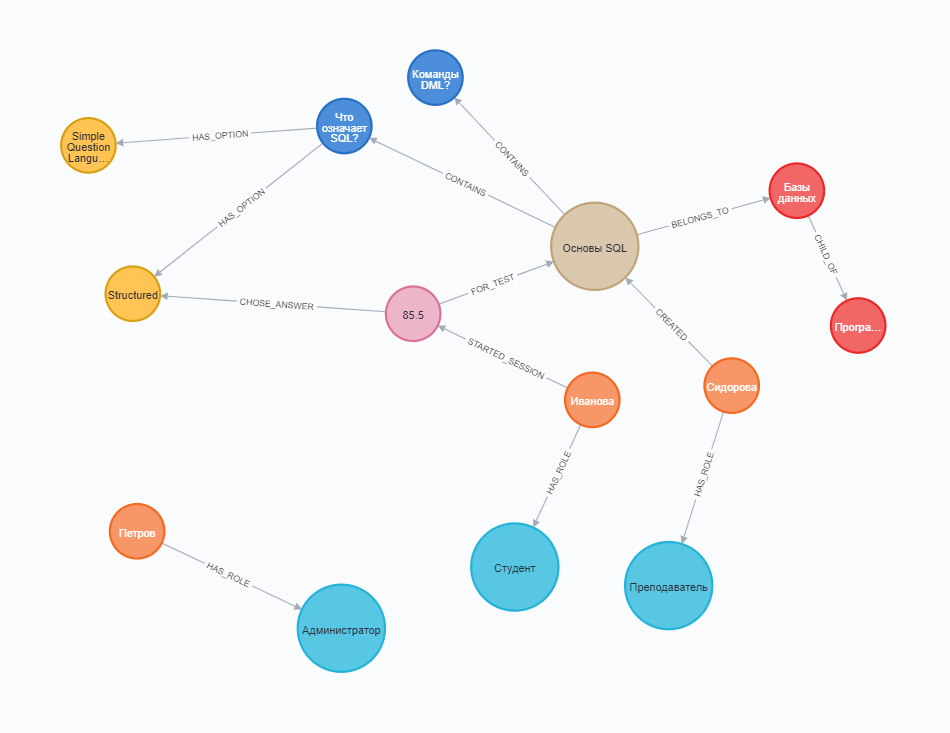 Команды
DML?
Что
означает
SQL?
CONTAINS
Simple
Question
Langu…
HAS_OPTION
CONTAINS
Базы
данных
HAS_OPTION
BELONGS_TO
Основы SQL
CHILD_OF
Structured
CHOSE_ANSWER
FOR_TEST
85.5
CREATED
Програ…
STARTED_SESSION
Иванова
Сидорова
HAS_ROLE
HAS_ROLE
Петров
HAS_ROLE
Студент
Преподаватель
Администратор